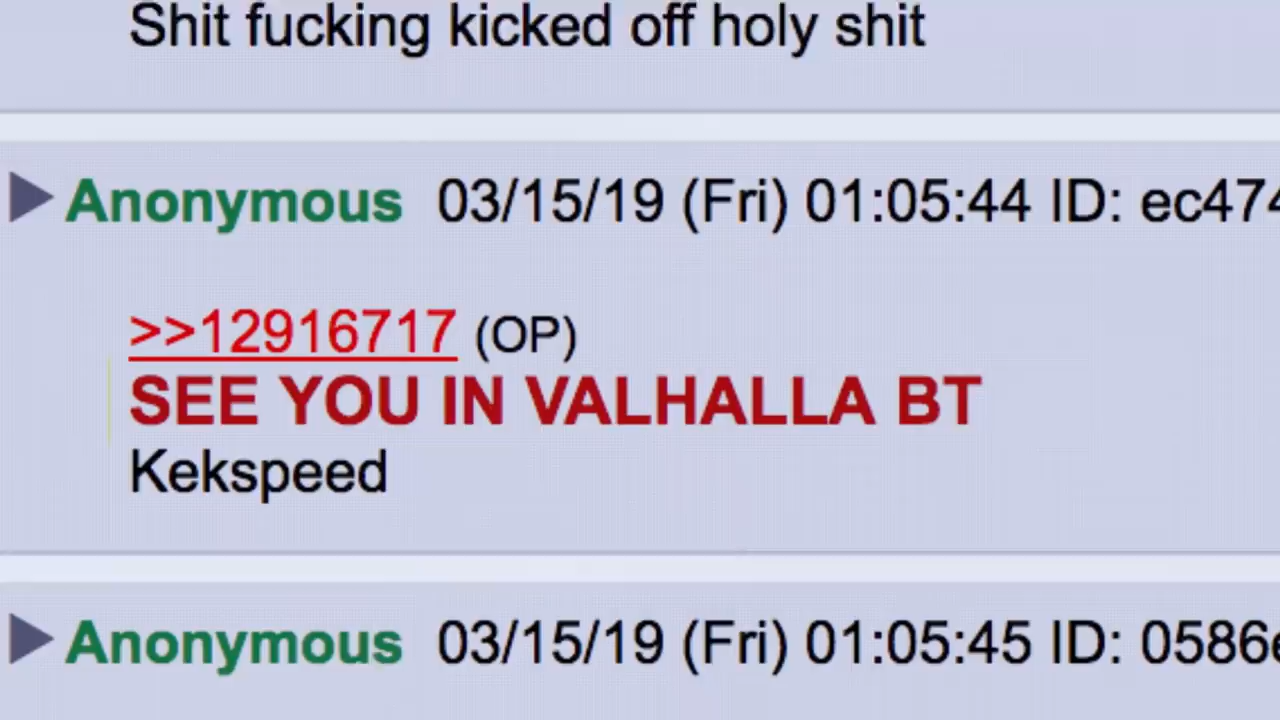 Shit fucking kicked off holy shit
Anonymous 03/15/19 (Fri) 01:05:44 ID: ec474
>>12916717 (OP)
SEE YOU IN VALHALLA BT
Kekspeed
Anonymous 03/15/19 (Fri) 01:05:45 ID: 0586